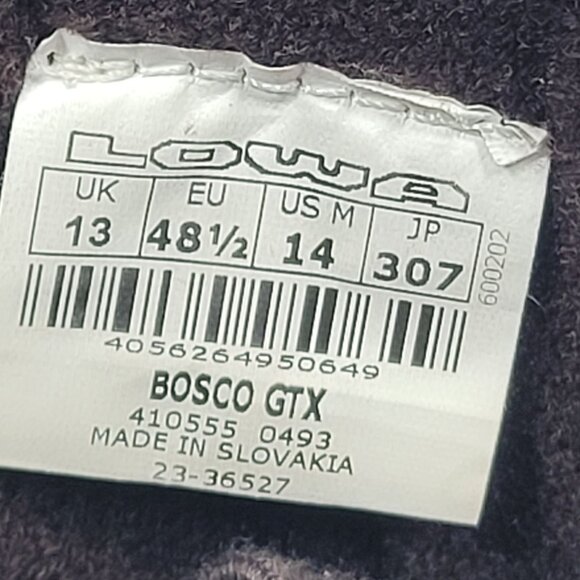 LOWA
UK EU US M JP
13 48½ 14 307
600202
4056264950649
BOSCO GTX
410555 0493
MADE IN SLOVAKIA
23-36527